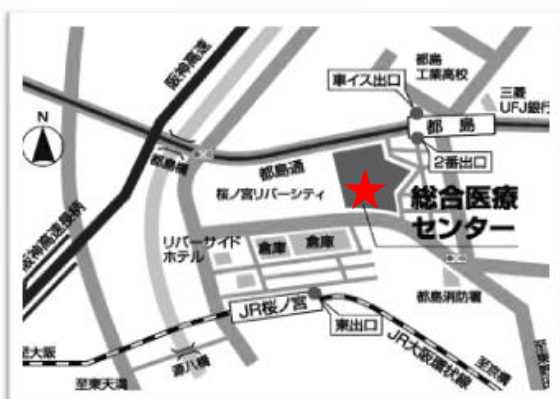 阪神高速
都島
工業高校
車イス出口
三菱
UFJ銀行
N
都島
2番出口
都島橋
都島通
桜ノ宮リバーシティ
総合医療
センター
阪神高速守口線
リバーサイド
ホテル
倉庫
倉庫
都島消防署
JR桜ノ宮
東出口
至大阪
源八橋
JR大阪環状線
至京橋
至東天満